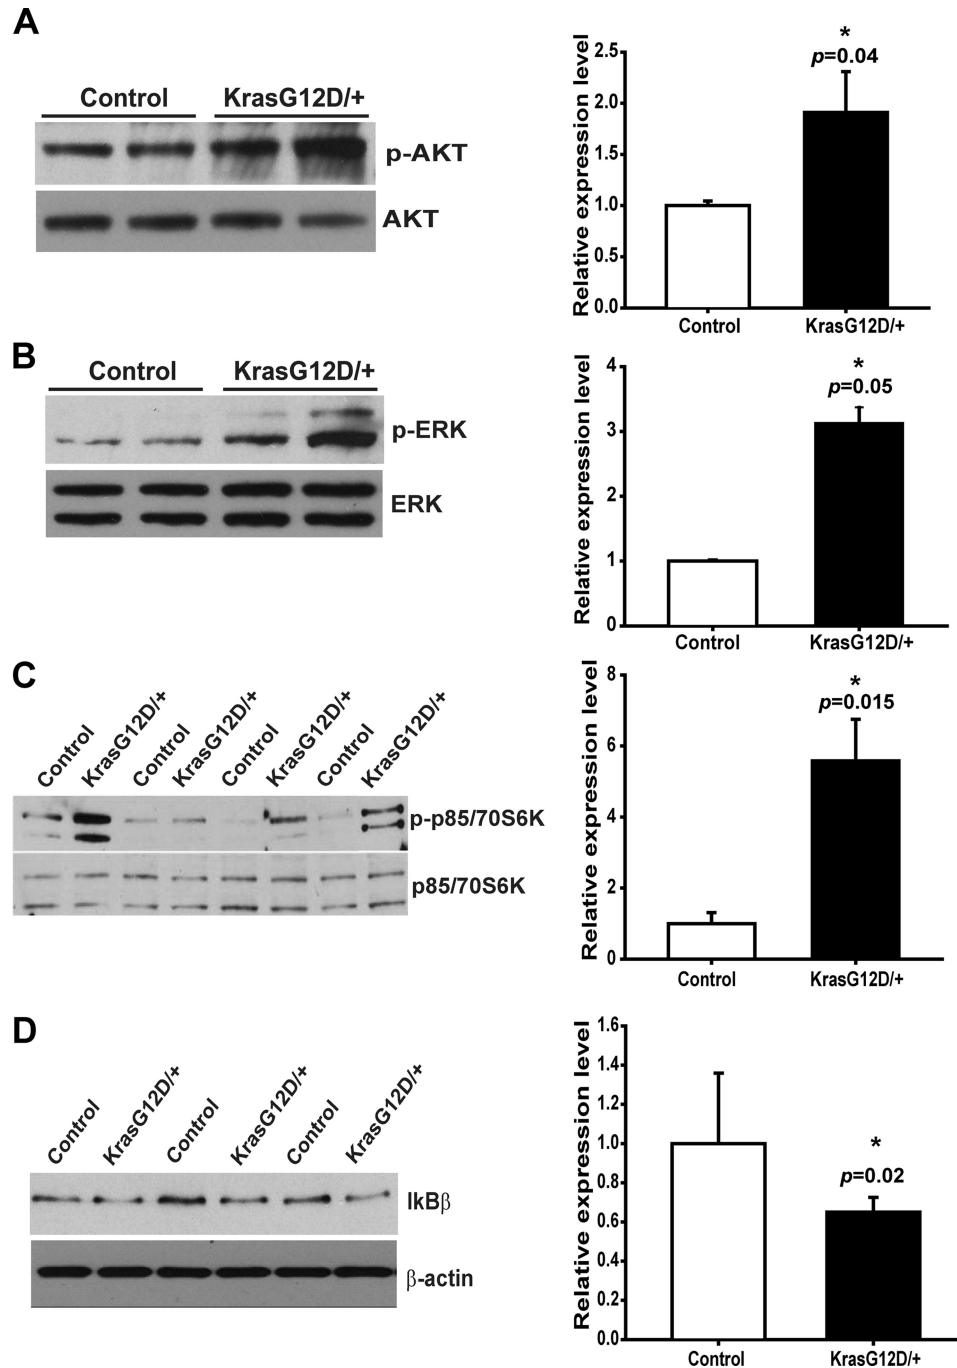 A
Control KrasG12D/+
p-AKT
AKT
Relative expression level
2.5
2.0
1.5
1.0
0.5
0.0
*
p=0.04
Control KrasG12D/+
B
Control KrasG12D/+
p-ERK
ERK
Relative expression level
4
3
2
1
0
*
p=0.05
Control KrasG12D/+
C
Control KrasG12D/+ Control KrasG12D/+ Control KrasG12D/+ Control KrasG12D/+
p-p85/70S6K
p85/70S6K
Relative expression level
8
6
4
2
0
*
p=0.015
Control KrasG12D/+
D
Control KrasG12D/+ Control KrasG12D/+ Control KrasG12D/+
IkBβ
β-actin
Relative expression level
1.6
1.4
1.2
1.0
0.8
0.6
0.4
0.2
0.0
*
p=0.02
Control KrasG12D/+